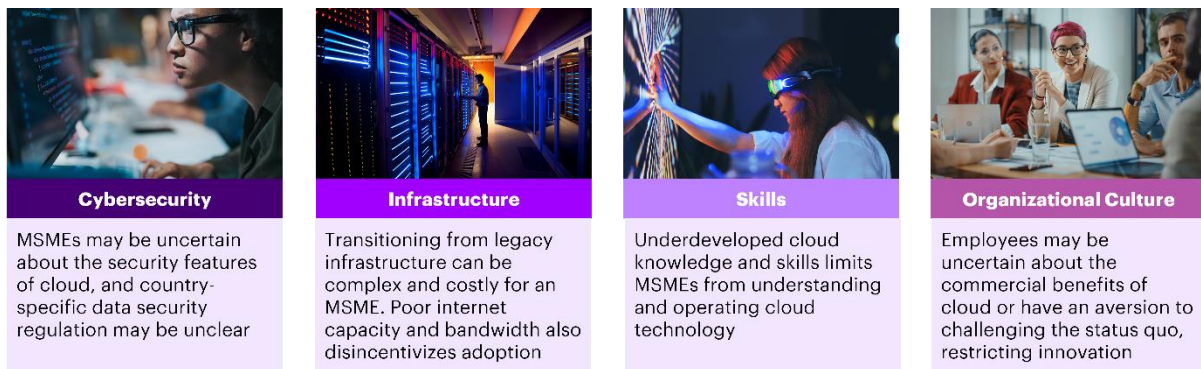 Cybersecurity
MSMEs may be uncertain
about the security features
of cloud, and country-
specific data security
regulation may be unclear
Infrastructure
Transitioning from legacy
infrastructure can be
complex and costly for an
MSME. Poor internet
capacity and bandwidth also
disincentivizes adoption
Skills
Underdeveloped cloud
knowledge and skills limits
MSMEs from understanding
and operating cloud
technology
Organizational Culture
Employees may be
uncertain about the
commercial benefits of
cloud or have an aversion to
challenging the status quo,
restricting innovation